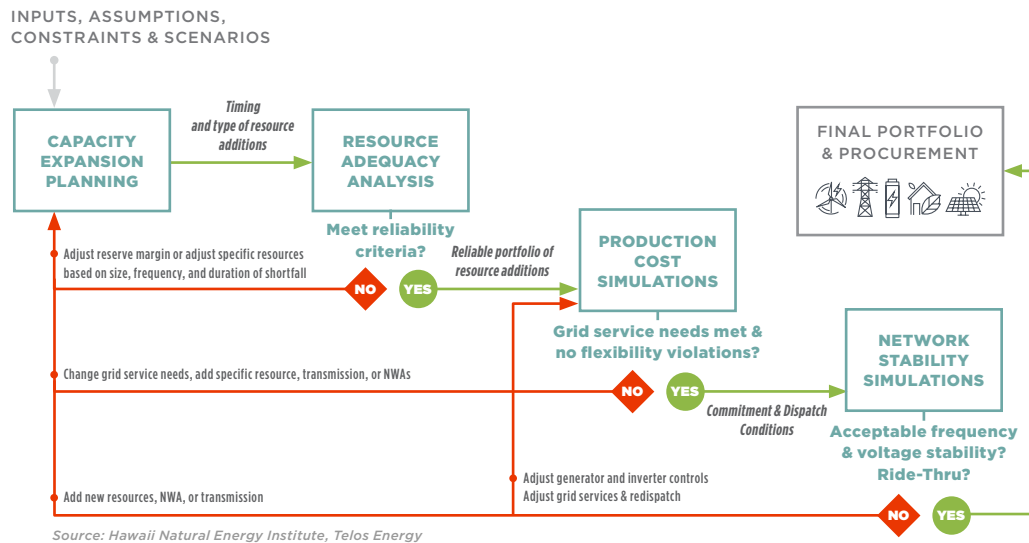 INPUTS, ASSUMPTIONS,
CONSTRAINTS & SCENARIOS
CAPACITY
EXPANSION
PLANNING
Timing
and type of resource
additions
RESOURCE
ADEQUACY
ANALYSIS
FINAL PORTFOLIO
& PROCUREMENT
Meet reliability
criteria?
Adjust reserve margin or adjust specific resources
based on size, frequency, and duration of shortfall
NO
YES
Reliable portfolio of
resource additions
PRODUCTION
COST
SIMULATIONS
Grid service needs met &
no flexibility violations?
Change grid service needs, add specific resource, transmission, or NWAs
NO
YES
Commitment & Dispatch
Conditions
NETWORK
STABILITY
SIMULATIONS
Acceptable frequency
& voltage stability?
Ride-Thru?
Adjust generator and inverter controls
Adjust grid services & redispatch
Add new resources, NWA, or transmission
NO
YES
Source: Hawaii Natural Energy Institute, Telos Energy